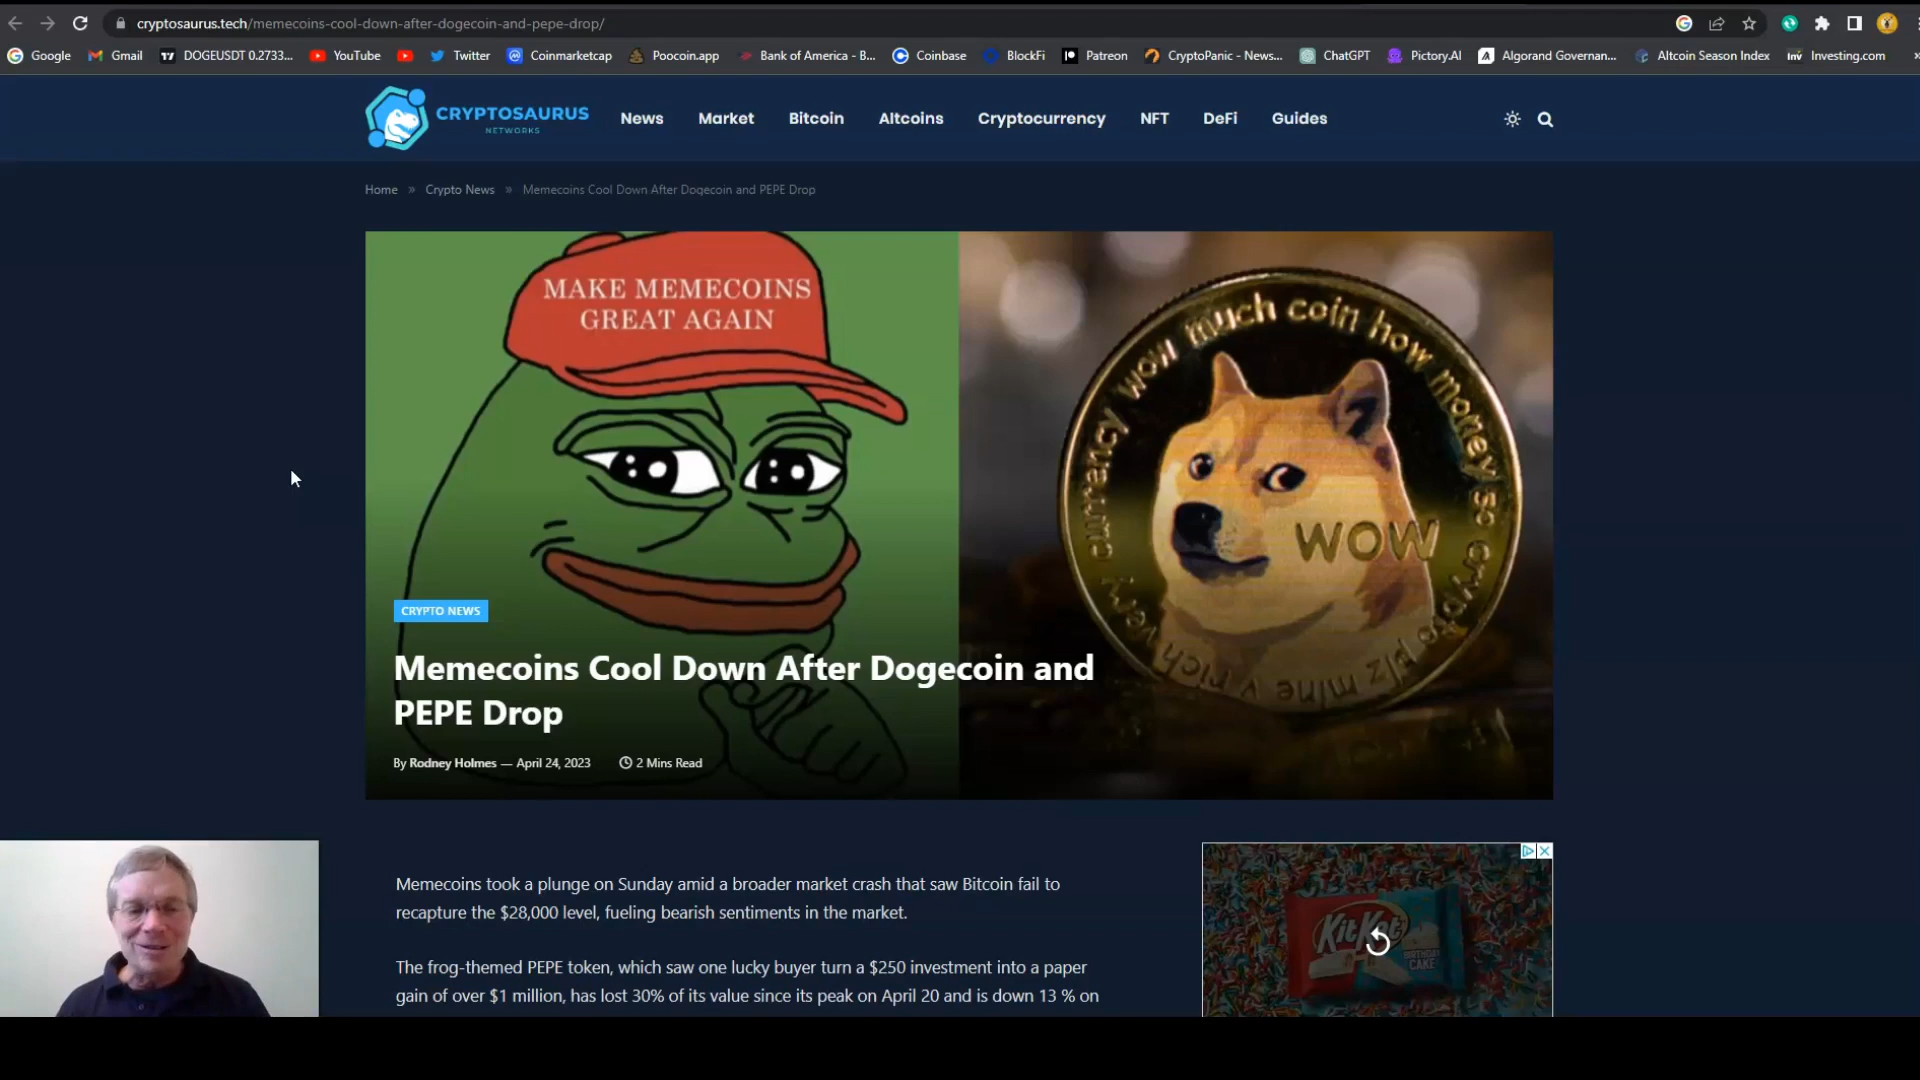 cryptosaurus.tech/memecoins-cool-down-after-dogecoin-and-pepe-drop/
Google Gmail DOGEUSDT 0.2733... YouTube Twitter Coinmarketcap Poocoin.app Bank of America - B... Coinbase BlockFi Patreon CryptoPanic - News... ChatGPT Pictory.AI Algorand Governan... Altcoin Season Index Investing.com
CRYPTOSAURUS
NETWORKS
News Market Bitcoin Altcoins Cryptocurrency NFT DeFi Guides
Home » Crypto News » Memecoins Cool Down After Dogecoin and PEPE Drop
MAKE MEMECOINS
GREAT AGAIN
very currency wow much coin how money so crypto plz mine v rich
WOW
CRYPTO NEWS
Memecoins Cool Down After Dogecoin and
PEPE Drop
By Rodney Holmes — April 24, 2023 2 Mins Read
Memecoins took a plunge on Sunday amid a broader market crash that saw Bitcoin fail to
recapture the $28,000 level, fueling bearish sentiments in the market.
The frog-themed PEPE token, which saw one lucky buyer turn a $250 investment into a paper
gain of over $1 million, has lost 30% of its value since its peak on April 20 and is down 13 % on
KitKat
BIRTHDAY
CAKE